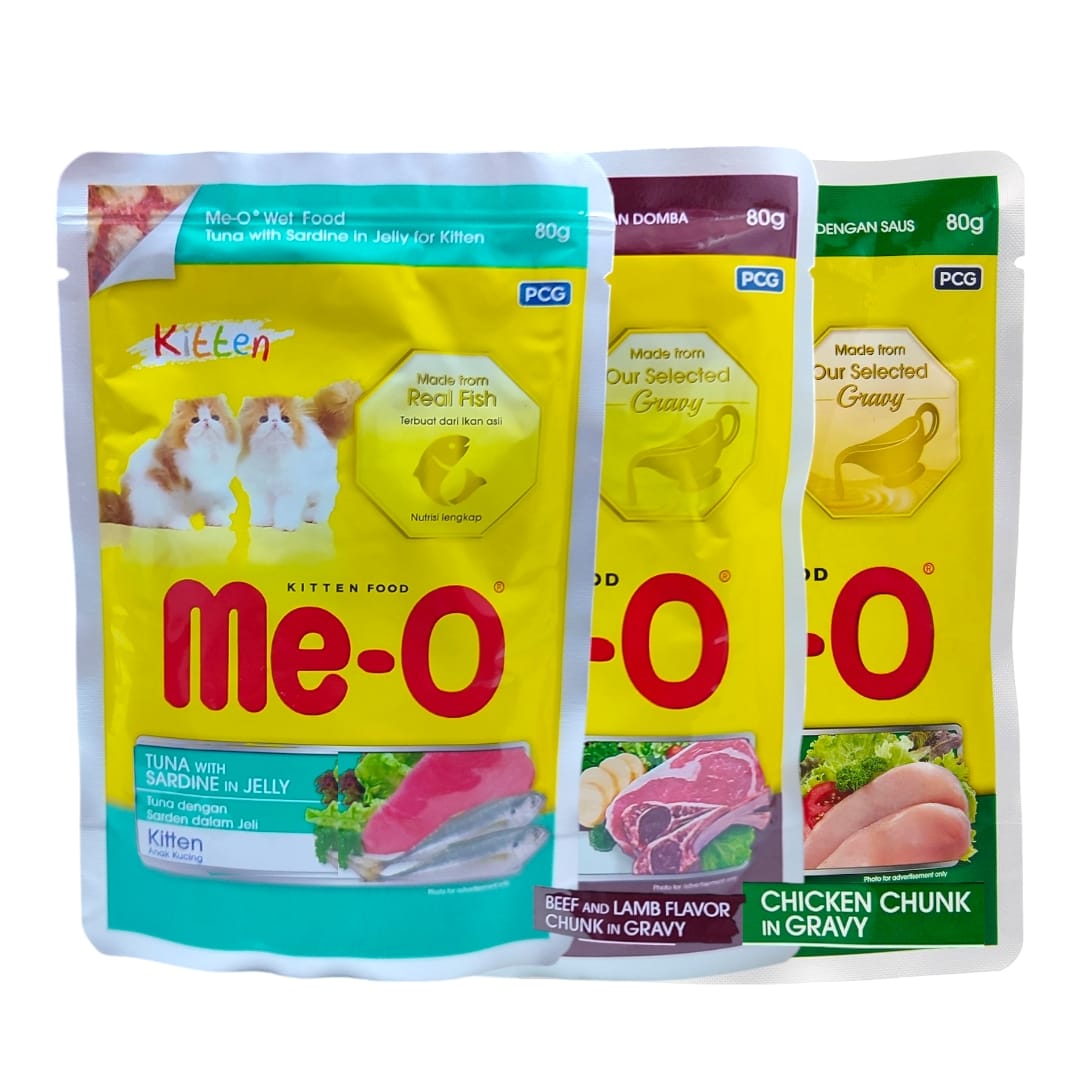 Me-O® Wet Food
Tuna with Sardine in Jelly for Kitten
80g
PCG
Kitten
Made from
Real Fish
Terbuat dari ikan asli
Nutrisi lengkap
KITTEN FOOD
Me-O®
TUNA WITH
SARDINE IN JELLY
Tuna dengan
Sarden dalam Jeli
Kitten
Anak Kucing
Photo for advertisement only
AN DOMBA
80g
PCG
Made from
Our Selected
Gravy
OD
-O®
Photo for advertisement only
BEEF AND LAMB FLAVOR
CHUNK IN GRAVY
DENGAN SAUS
80g
PCG
Made from
Our Selected
Gravy
OD
-O®
Photo for advertisement only
CHICKEN CHUNK
IN GRAVY